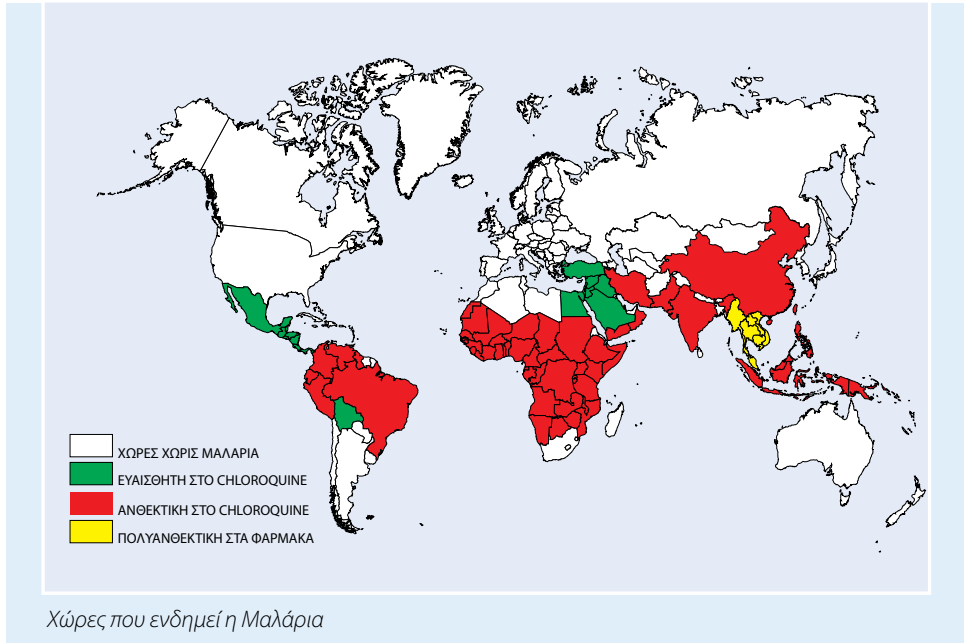 ΧΩΡΕΣ ΧΩΡΙΣ ΜΑΛΑΡΙΑ
ΕΥΑΙΣΘΗΤΗ ΣΤΟ CHLOROQUINE
ΑΝΘΕΚΤΙΚΗ ΣΤΟ CHLOROQUINE
ΠΟΛΥΑΝΘΕΚΤΙΚΗ ΣΤΑ ΦΑΡΜΑΚΑ
Χώρες που ενδημεί η Μαλάρια